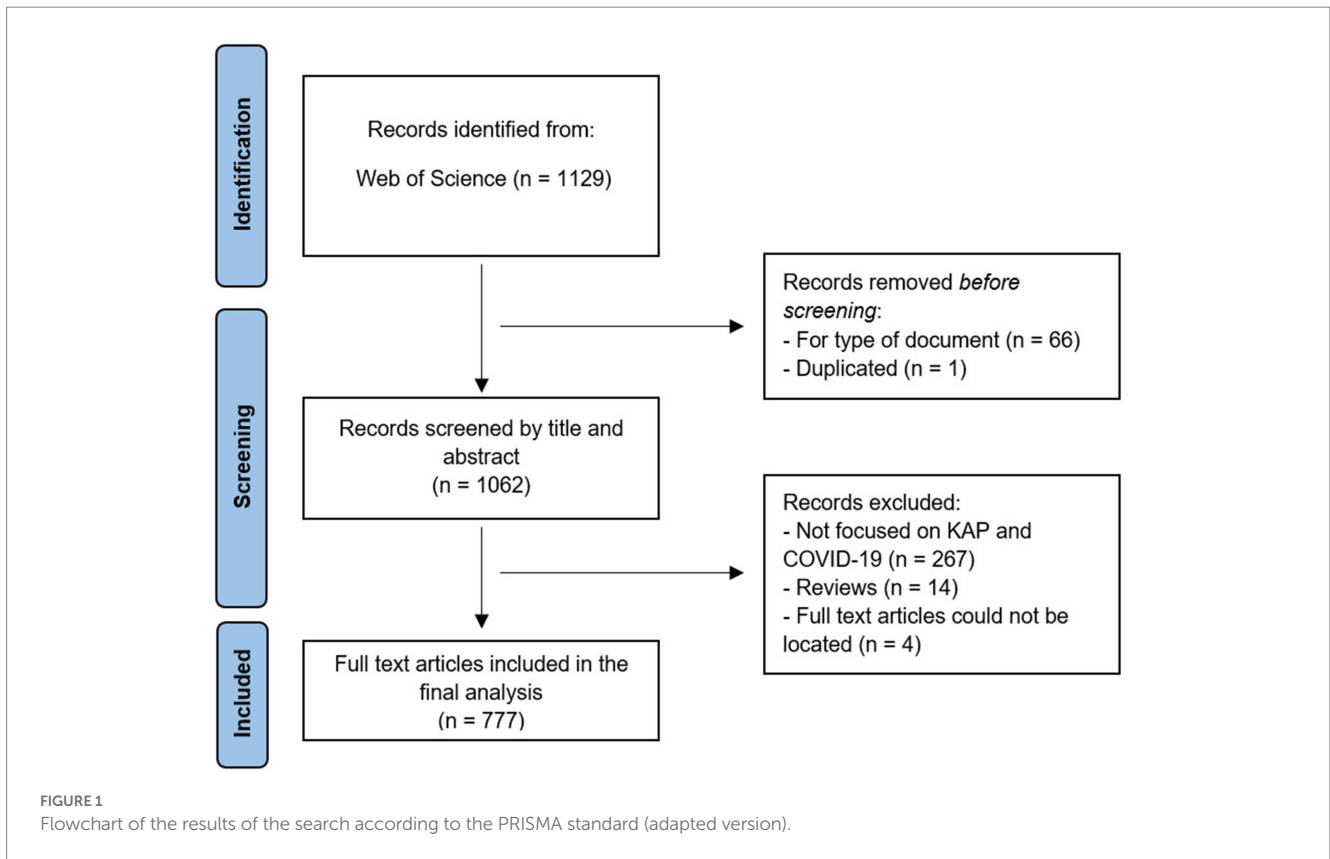 Identification
Records identified from:
Web of Science (n = 1129)
Records removed before
screening:
- For type of document (n = 66)
- Duplicated (n = 1)
Screening
Records screened by title and
abstract
(n = 1062)
Records excluded:
- Not focused on KAP and
COVID-19 (n = 267)
- Reviews (n = 14)
- Full text articles could not be
located (n = 4)
Included
Full text articles included in the
final analysis
(n = 777)
FIGURE 1
Flowchart of the results of the search according to the PRISMA standard (adapted version).